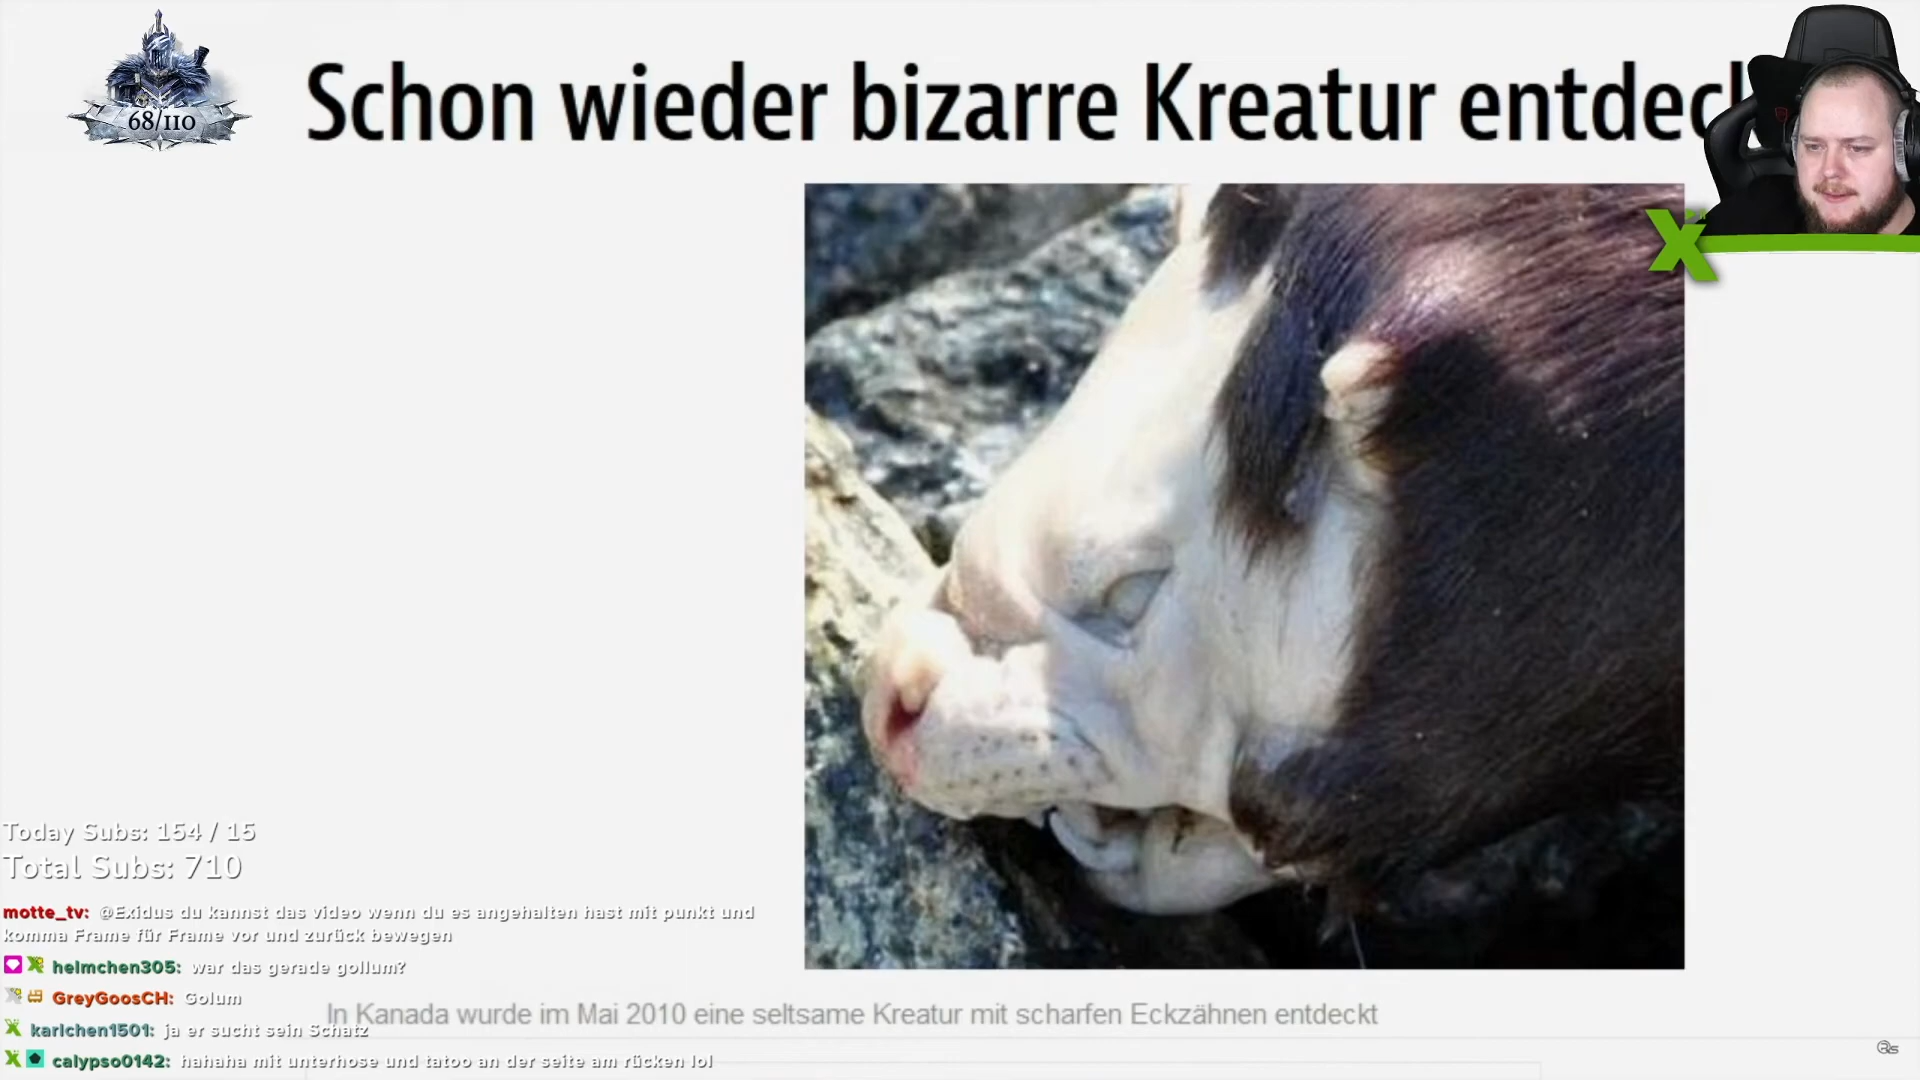 68/110
Schon wieder bizarre Kreatur entdec
Today Subs: 154 / 15
Total Subs: 710
motte_tv: @Exidus du kannst das video wenn du es angehalten hast mit punkt und
komma Frame für Frame vor und zurück bewegen
helmchen305: war das gerade gollum?
GreyGoosCH: Golum
karlchen1501: ja er sucht sein Schatz
calypso0142: hahaha mit unterhose und tatoo an der seite am rücken lol
In Kanada wurde im Mai 2010 eine seltsame Kreatur mit scharfen Eckzähnen entdeckt